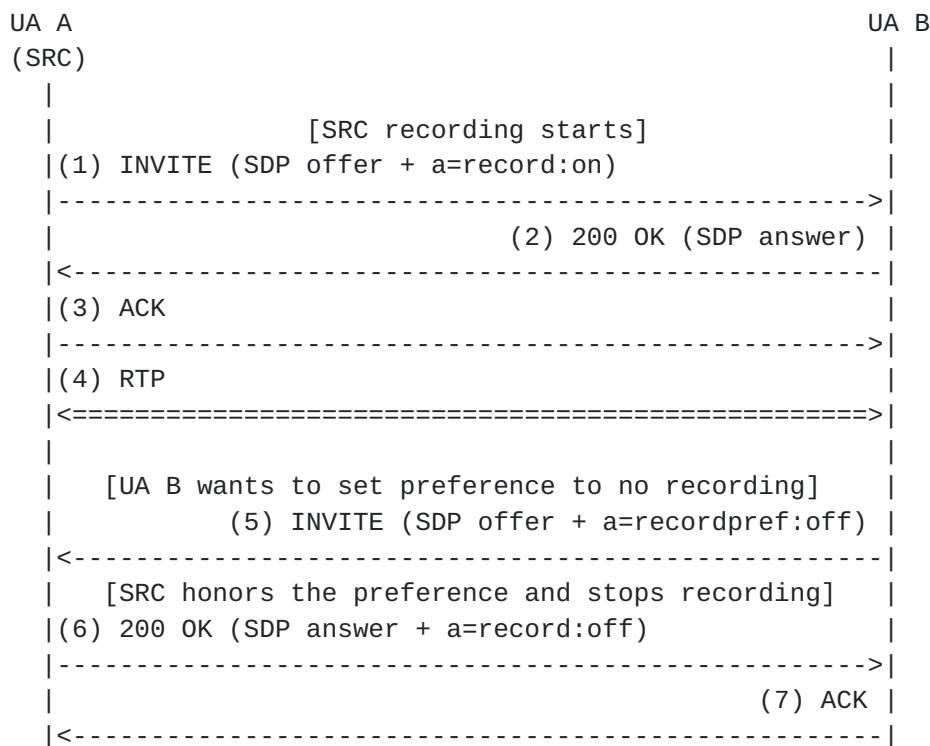 UA A UA B
(SRC) |
| |
| [SRC recording starts] |
|(1) INVITE (SDP offer + a=record:on) |
|---------------------------------------------------->|
| (2) 200 OK (SDP answer) |
|<----------------------------------------------------|
|(3) ACK |
|---------------------------------------------------->|
|(4) RTP |
|<===================================================>|
| |
| [UA B wants to set preference to no recording] |
| (5) INVITE (SDP offer + a=recordpref:off) |
|<----------------------------------------------------|
| [SRC honors the preference and stops recording] |
|(6) 200 OK (SDP answer + a=record:off) |
|---------------------------------------------------->|
| (7) ACK |
|<----------------------------------------------------|